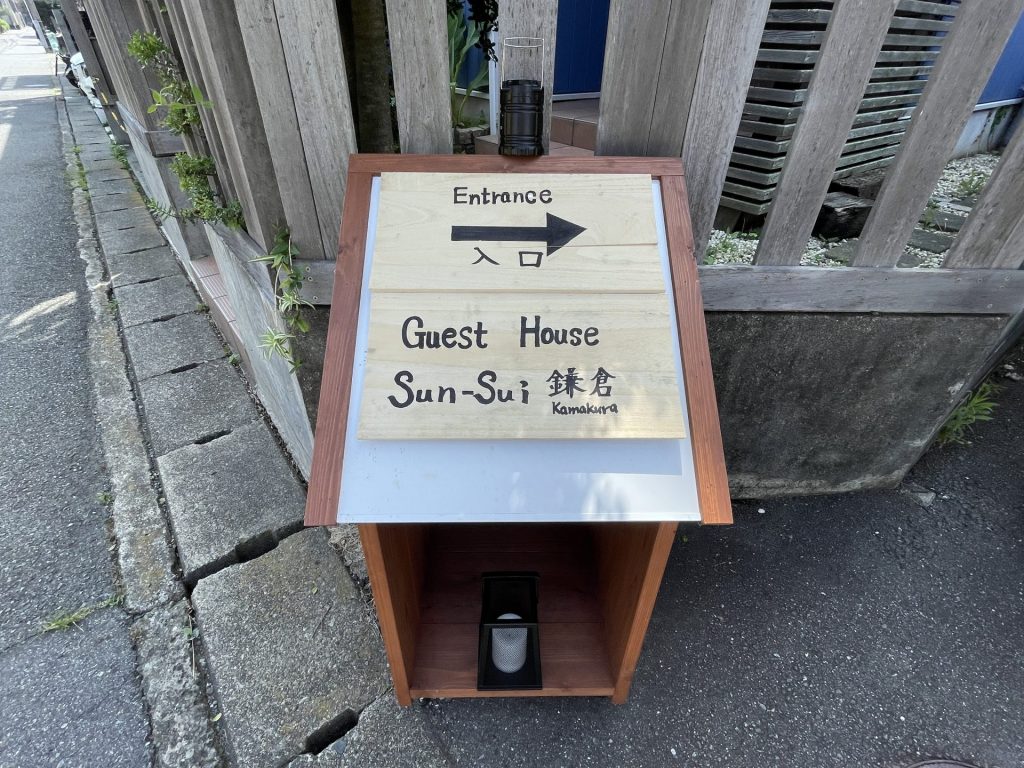 Entrance
入口
Guest House
Sun-Sui 鎌倉
Kamakura